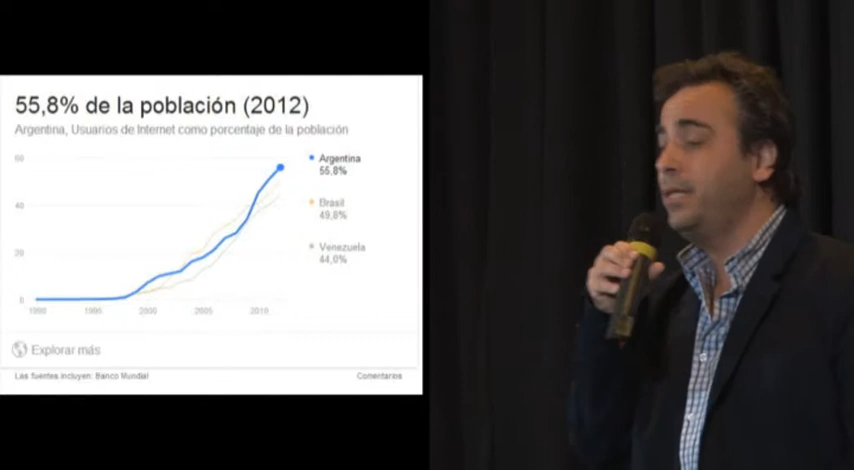 55,8% de la población (2012)
Argentina, Usuarios de Internet como porcentaje de la población
60
Argentina
55,8%
40
Brasil
49,8%
Venezuela
44,0%
20
0
1990
1995
2000
2005
2010
Explorar más
Las fuentes incluyen: Banco Mundial
Comentarios